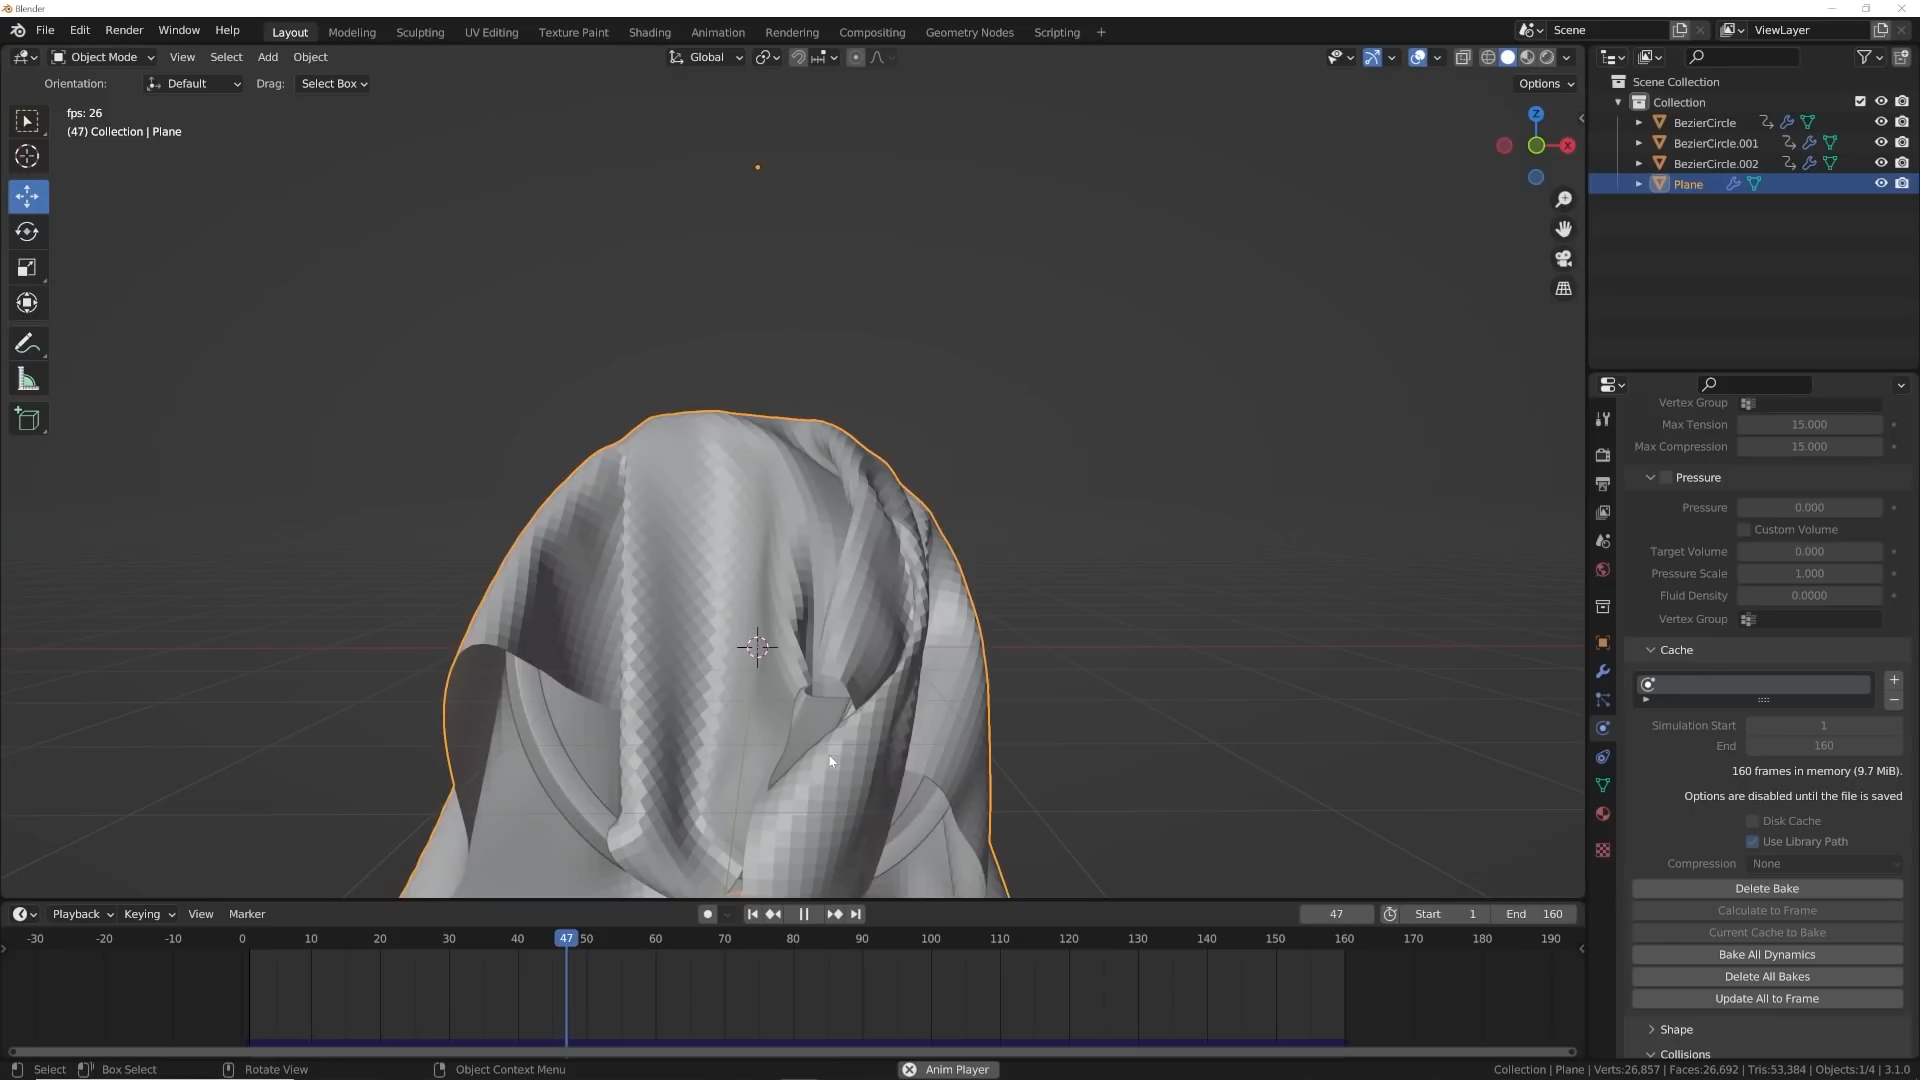 Blender
File Edit Render Window Help Layout Modeling Sculpting UV Editing Texture Paint Shading Animation Rendering Compositing Geometry Nodes Scripting + Scene ViewLayer
Object Mode View Select Add Object Global
Orientation: Default Drag: Select Box Options
fps: 26
(47) Collection | Plane
Z
X
Scene Collection
Collection
BezierCircle
BezierCircle.001
BezierCircle.002
Plane
Vertex Group
Max Tension 15.000
Max Compression 15.000
Pressure
Pressure 0.000
Custom Volume
Target Volume 0.000
Pressure Scale 1.000
Fluid Density 0.0000
Vertex Group
Cache
Simulation Start 1
End 160
160 frames in memory (9.7 MiB).
Options are disabled until the file is saved
Disk Cache
Use Library Path
Compression None
Delete Bake
Calculate to Frame
Current Cache to Bake
Bake All Dynamics
Delete All Bakes
Update All to Frame
Shape
Collisions
Playback Keying View Marker 47 Start 1 End 160
-30 -20 -10 0 10 20 30 40 47 50 60 70 80 90 100 110 120 130 140 150 160 170 180 190
Select Box Select Rotate View Object Context Menu Anim Player Collection | Plane | Verts:26,857 | Faces:26,692 | Tris:53,384 | Objects:1/4 | 3.1.0